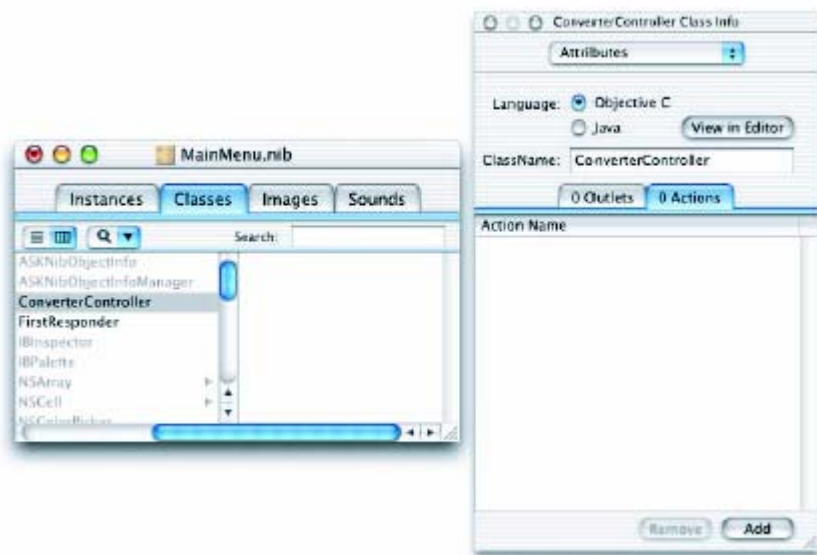 MainMenu.nib
Instances Classes Images Sounds
Search:
ASKNibObjectInfo
ASKNibObjectInfoManager
ConverterController
FirstResponder
IBInspector
IBPalette
NSArray
NSCell
NSColorPicker
ConverterController Class Info
Attributes
Language: Objective C
Java View in Editor
ClassName: ConverterController
0 Outlets 0 Actions
Action Name
Remove Add